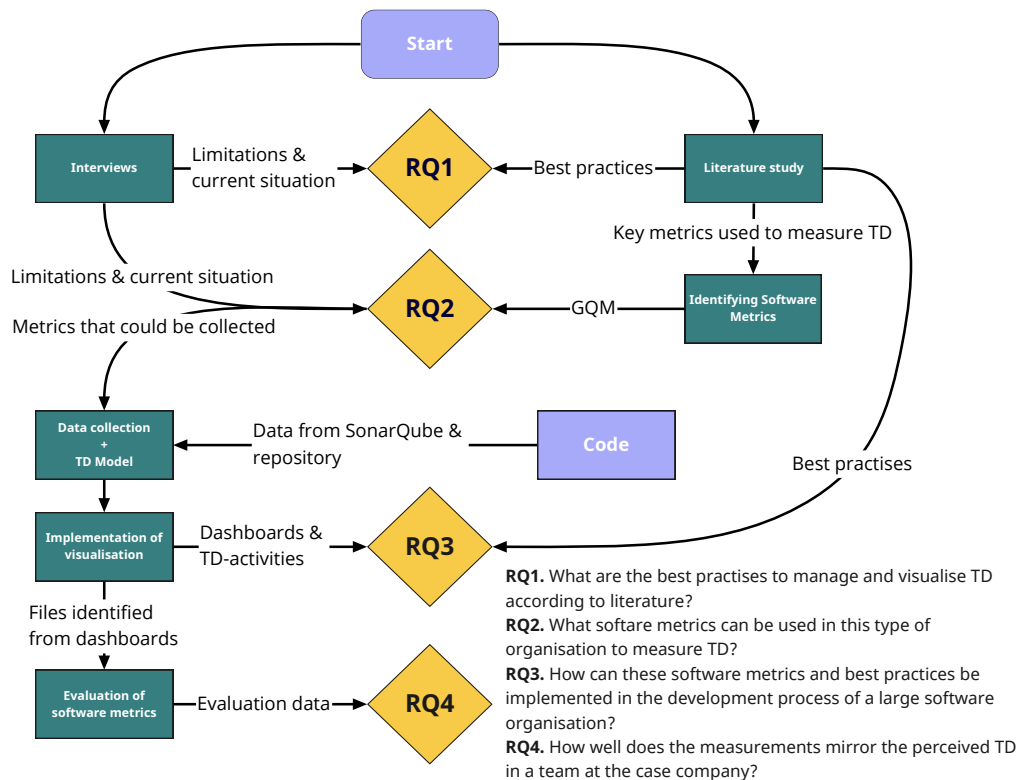 Start
Interviews
Limitations &
current situation
RQ1
Best practices
Literature study
Key metrics used to measure TD
Limitations & current situation
RQ2
GQM
Identifying Software
Metrics
Metrics that could be collected
Data collection
+
TD Model
Data from SonarQube &
repository
Code
Best practises
Implementation of
visualisation
Dashboards &
TD-activities
RQ3
Files identified
from dashboards
Evaluation of
software metrics
Evaluation data
RQ4
RQ1. What are the best practises to manage and visualise TD
according to literature?
RQ2. What softare metrics can be used in this type of
organisation to measure TD?
RQ3. How can these software metrics and best practices be
implemented in the development process of a large software
organisation?
RQ4. How well does the measurements mirror the perceived TD
in a team at the case company?